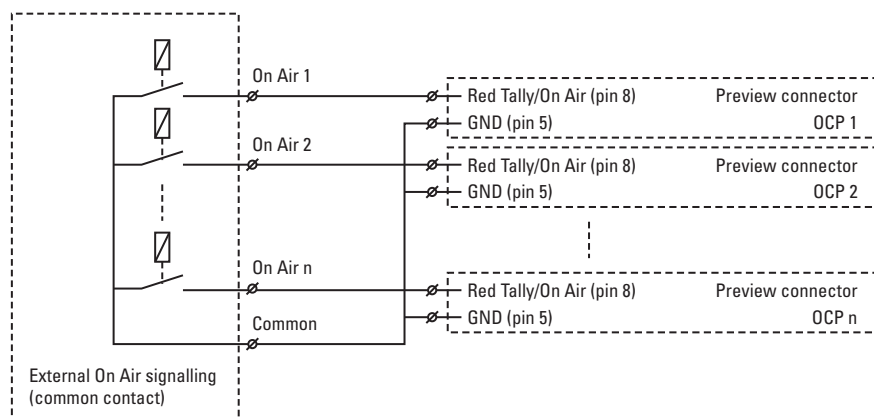 On Air 1
Red Tally/On Air (pin 8) Preview connector
GND (pin 5) OCP 1
On Air 2
Red Tally/On Air (pin 8) Preview connector
GND (pin 5) OCP 2
On Air n
Red Tally/On Air (pin 8) Preview connector
GND (pin 5) OCP n
Common
External On Air signalling
(common contact)